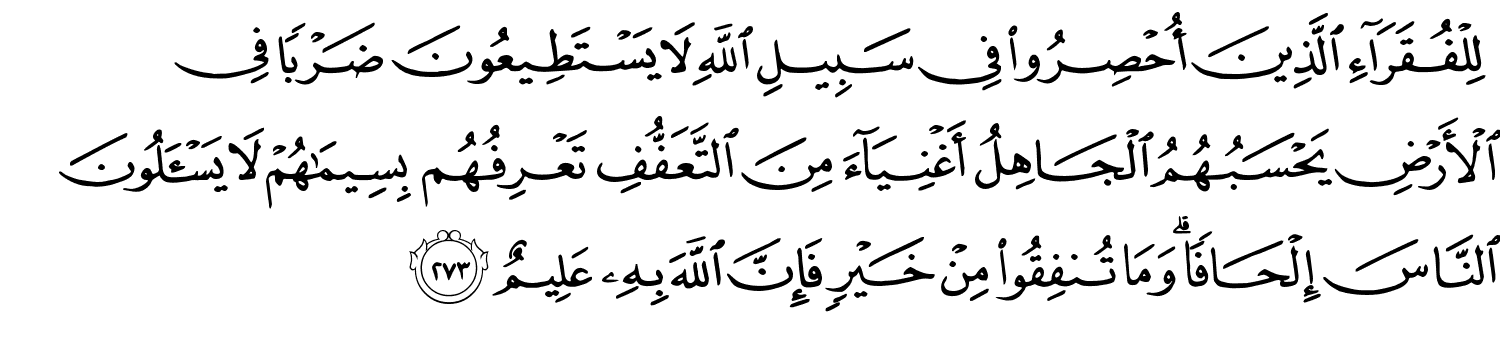 لِلْفُقَرَآءِ ٱلَّذِينَ أُحْصِرُوا۟ فِى سَبِيلِ ٱللَّهِ لَا يَسْتَطِيعُونَ ضَرْبًا فِى
ٱلْأَرْضِ يَحْسَبُهُمُ ٱلْجَاهِلُ أَغْنِيَآءَ مِنَ ٱلتَّعَفُّفِ تَعْرِفُهُم بِسِيمَٰهُمْ لَا يَسْـَٔلُونَ
ٱلنَّاسَ إِلْحَافًا ۗ وَمَا تُنفِقُوا۟ مِنْ خَيْرٍ فَإِنَّ ٱللَّهَ بِهِۦ عَلِيمٌ ٢٧٣